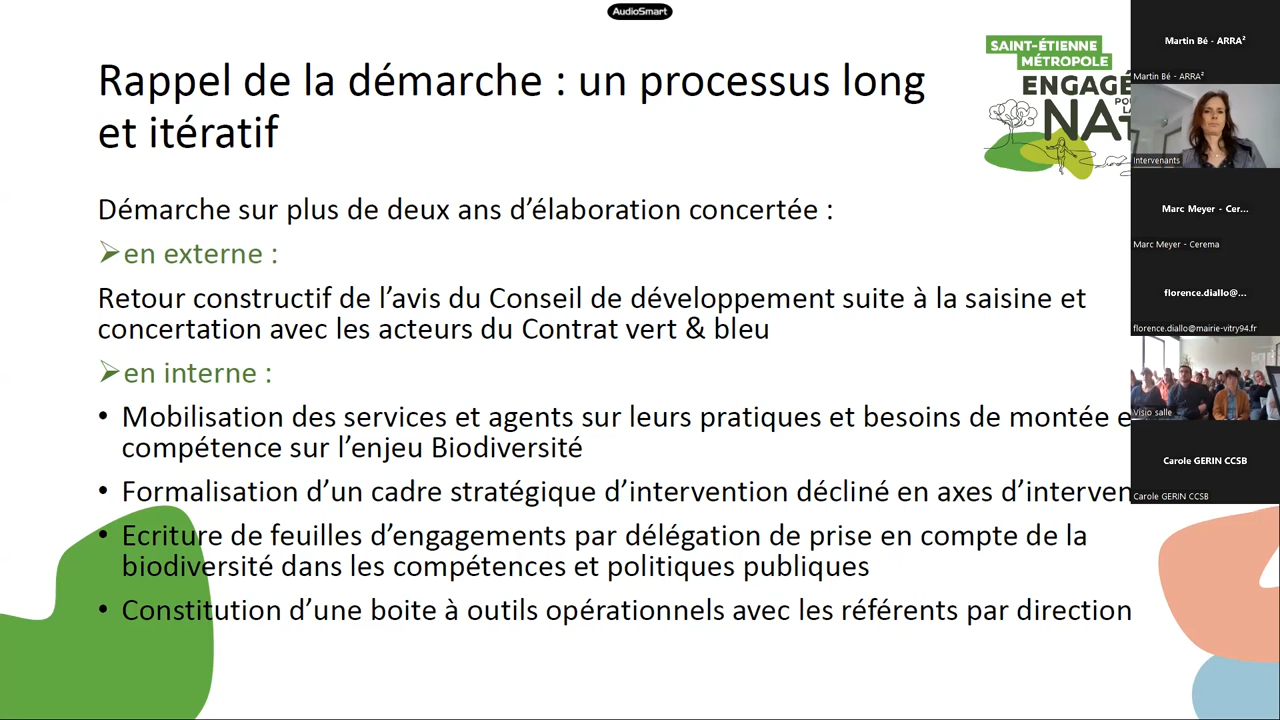 AudioSmart
Rappel de la démarche : un processus long
et itératif
SAINT-ÉTIENNE
MÉTROPOLE
ENGAGÉ
Démarche sur plus de deux ans d’élaboration concertée :
en externe :
Retour constructif de l’avis du Conseil de développement suite à la saisine et
concertation avec les acteurs du Contrat vert & bleu
en interne :
• Mobilisation des services et agents sur leurs pratiques et besoins de montée e
compétence sur l’enjeu Biodiversité
• Formalisation d’un cadre stratégique d’intervention décliné en axes d’interven
• Ecriture de feuilles d’engagements par délégation de prise en compte de la
biodiversité dans les compétences et politiques publiques
• Constitution d’une boite à outils opérationnels avec les référents par direction
Martin Bé - ARRA²
Martin Bé - ARRA²
Intervenants
Marc Meyer - Cer...
Marc Meyer - Cerema
florence.diallo@...
florence.diallo@mairie-vitry94.fr
Visio salle
Carole GERIN CCSB
Carole GERIN CCSB